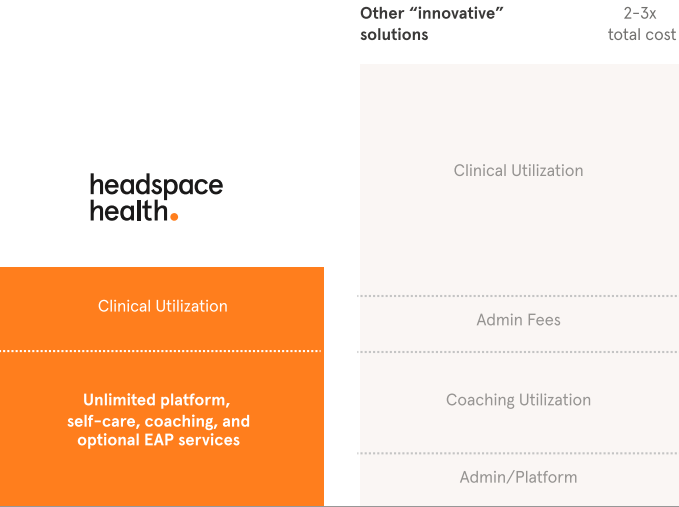 Other “innovative”
solutions
2-3x
total cost
headspace
health.
Clinical Utilization
Unlimited platform,
self-care, coaching, and
optional EAP services
Clinical Utilization
Admin Fees
Coaching Utilization
Admin/Platform